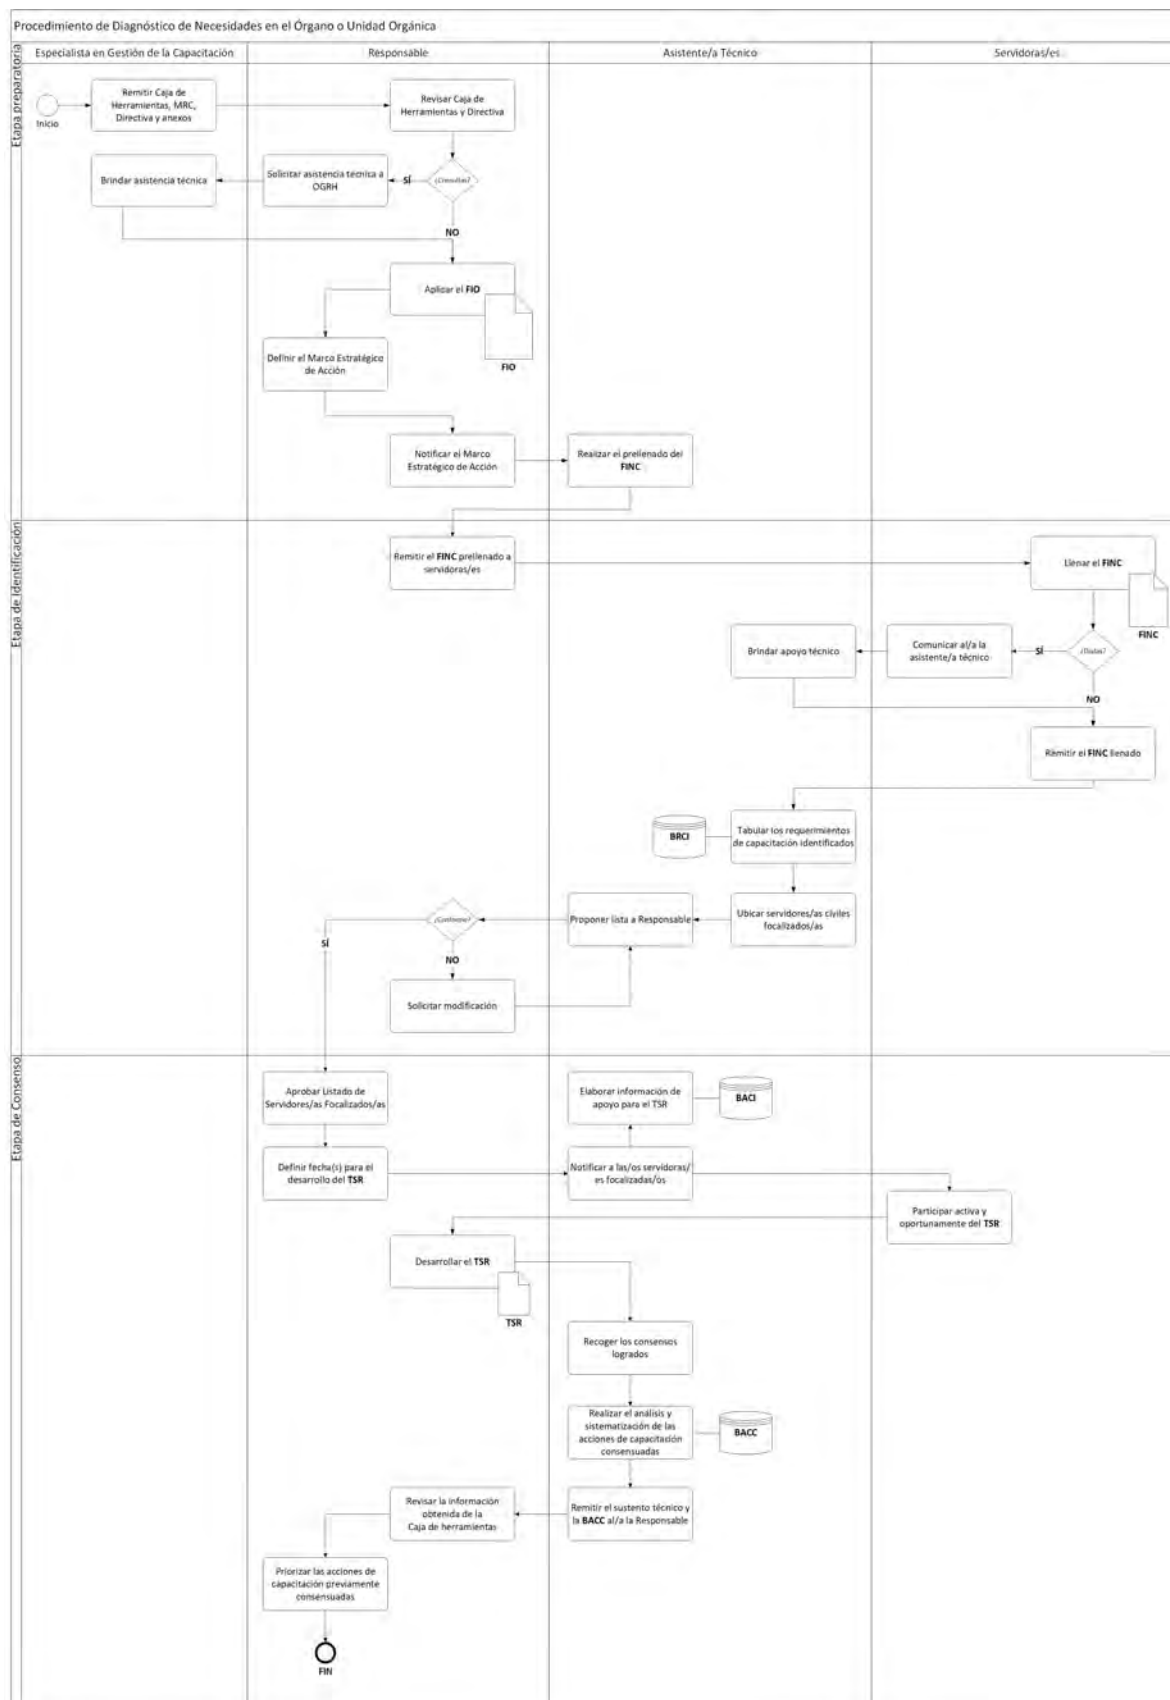 Procedimiento de Diagnóstico de Necesidades en el Órgano o Unidad Orgánica
Especialista en Gestión de la Capacitación
Responsable
Asistente/a Técnico
Servidoras/es
Etapa preparatoria
Inicio
Remitir Caja de
Herramientas, MRC,
Directiva y anexos
Revisar Caja de
Herramientas y Directiva
¿Consultas?
SÍ
Solicitar asistencia técnica a
OGRH
Brindar asistencia técnica
NO
Aplicar el FIO
FIO
Definir el Marco Estratégico
de Acción
Notificar el Marco
Estratégico de Acción
Realizar el prellenado del
FINC
Etapa de Identificación
Remitir el FINC prellenado a
servidoras/es
Llenar el FINC
FINC
¿Dudas?
SÍ
Comunicar al/a la
asistente/a técnico
Brindar apoyo técnico
NO
Remitir el FINC llenado
BRCI
Tabular los requerimientos
de capacitación identificados
Ubicar servidores/as civiles
focalizados/as
Proponer lista a Responsable
¿Conforme?
SÍ
NO
Solicitar modificación
Etapa de Consenso
Aprobar Listado de
Servidores/as Focalizados/as
Elaborar información de
apoyo para el TSR
BACI
Definir fecha(s) para el
desarrollo del TSR
Notificar a las/os servidoras/
es focalizadas/os
Participar activa y
oportunamente del TSR
Desarrollar el TSR
TSR
Recoger los consensos
logrados
Realizar el análisis y
sistematización de las
acciones de capacitación
consensuadas
BACC
Remitir el sustento técnico y
la BACC al/a la Responsable
Revisar la información
obtenida de la
Caja de herramientas
Priorizar las acciones de
capacitación previamente
consensuadas
FIN